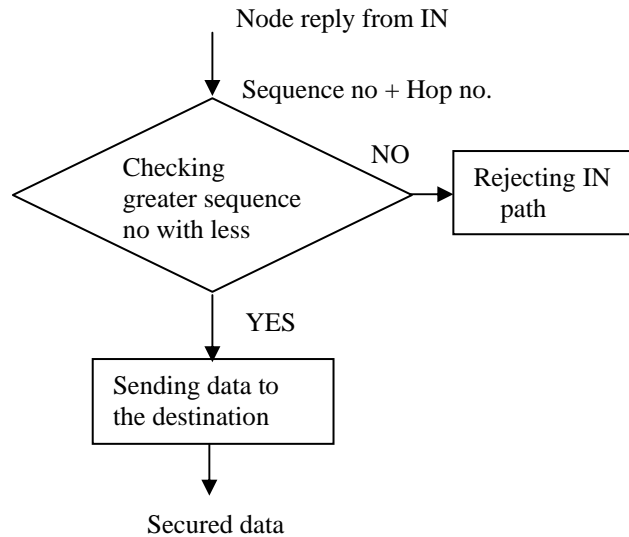 Node reply from IN
Sequence no + Hop no.
Checking
greater sequence
no with less
NO
Rejecting IN
path
YES
Sending data to
the destination
Secured data